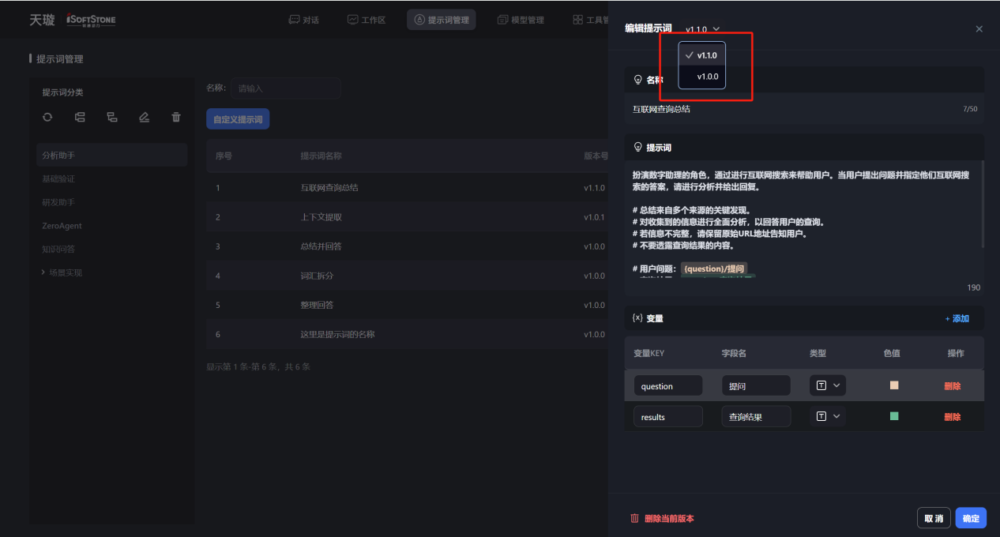 天璇 iSOFTSTONE
对话 工作区 提示词管理 模型管理 工具管
提示词管理
提示词分类
分析助手
基础验证
研发助手
ZeroAgent
知识问答
场景实现
名称: 请输入
自定义提示词
序号 提示词名称 版本号
1 互联网查询总结 v1.1.0
2 上下文提取 v1.0.1
3 总结并回答 v1.0.0
4 词汇拆分 v1.0.0
5 整理回答 v1.0.0
6 这里是提示词的名称 v1.0.0
显示第 1 条-第 6 条，共 6 条
编辑提示词 v1.1.0
v1.1.0
v1.0.0
名称
互联网查询总结 7/50
提示词
扮演数字助理的角色，通过进行互联网搜索来帮助用户。当用户提出问题并指定他们互联网搜
索的答案，请进行分析并给出回复。
# 总结来自多个来源的关键发现。
# 对收集到的信息进行全面分析，以回答用户的查询。
# 若信息不完整，请保留原始URL地址告知用户。
# 不要透露查询结果的内容。
# 用户问题： {question}/提问
190
{x} 变量 + 添加
变量KEY 字段名 类型 色值 操作
question 提问 T 删除
results 查询结果 T 删除
删除当前版本 取消 确定